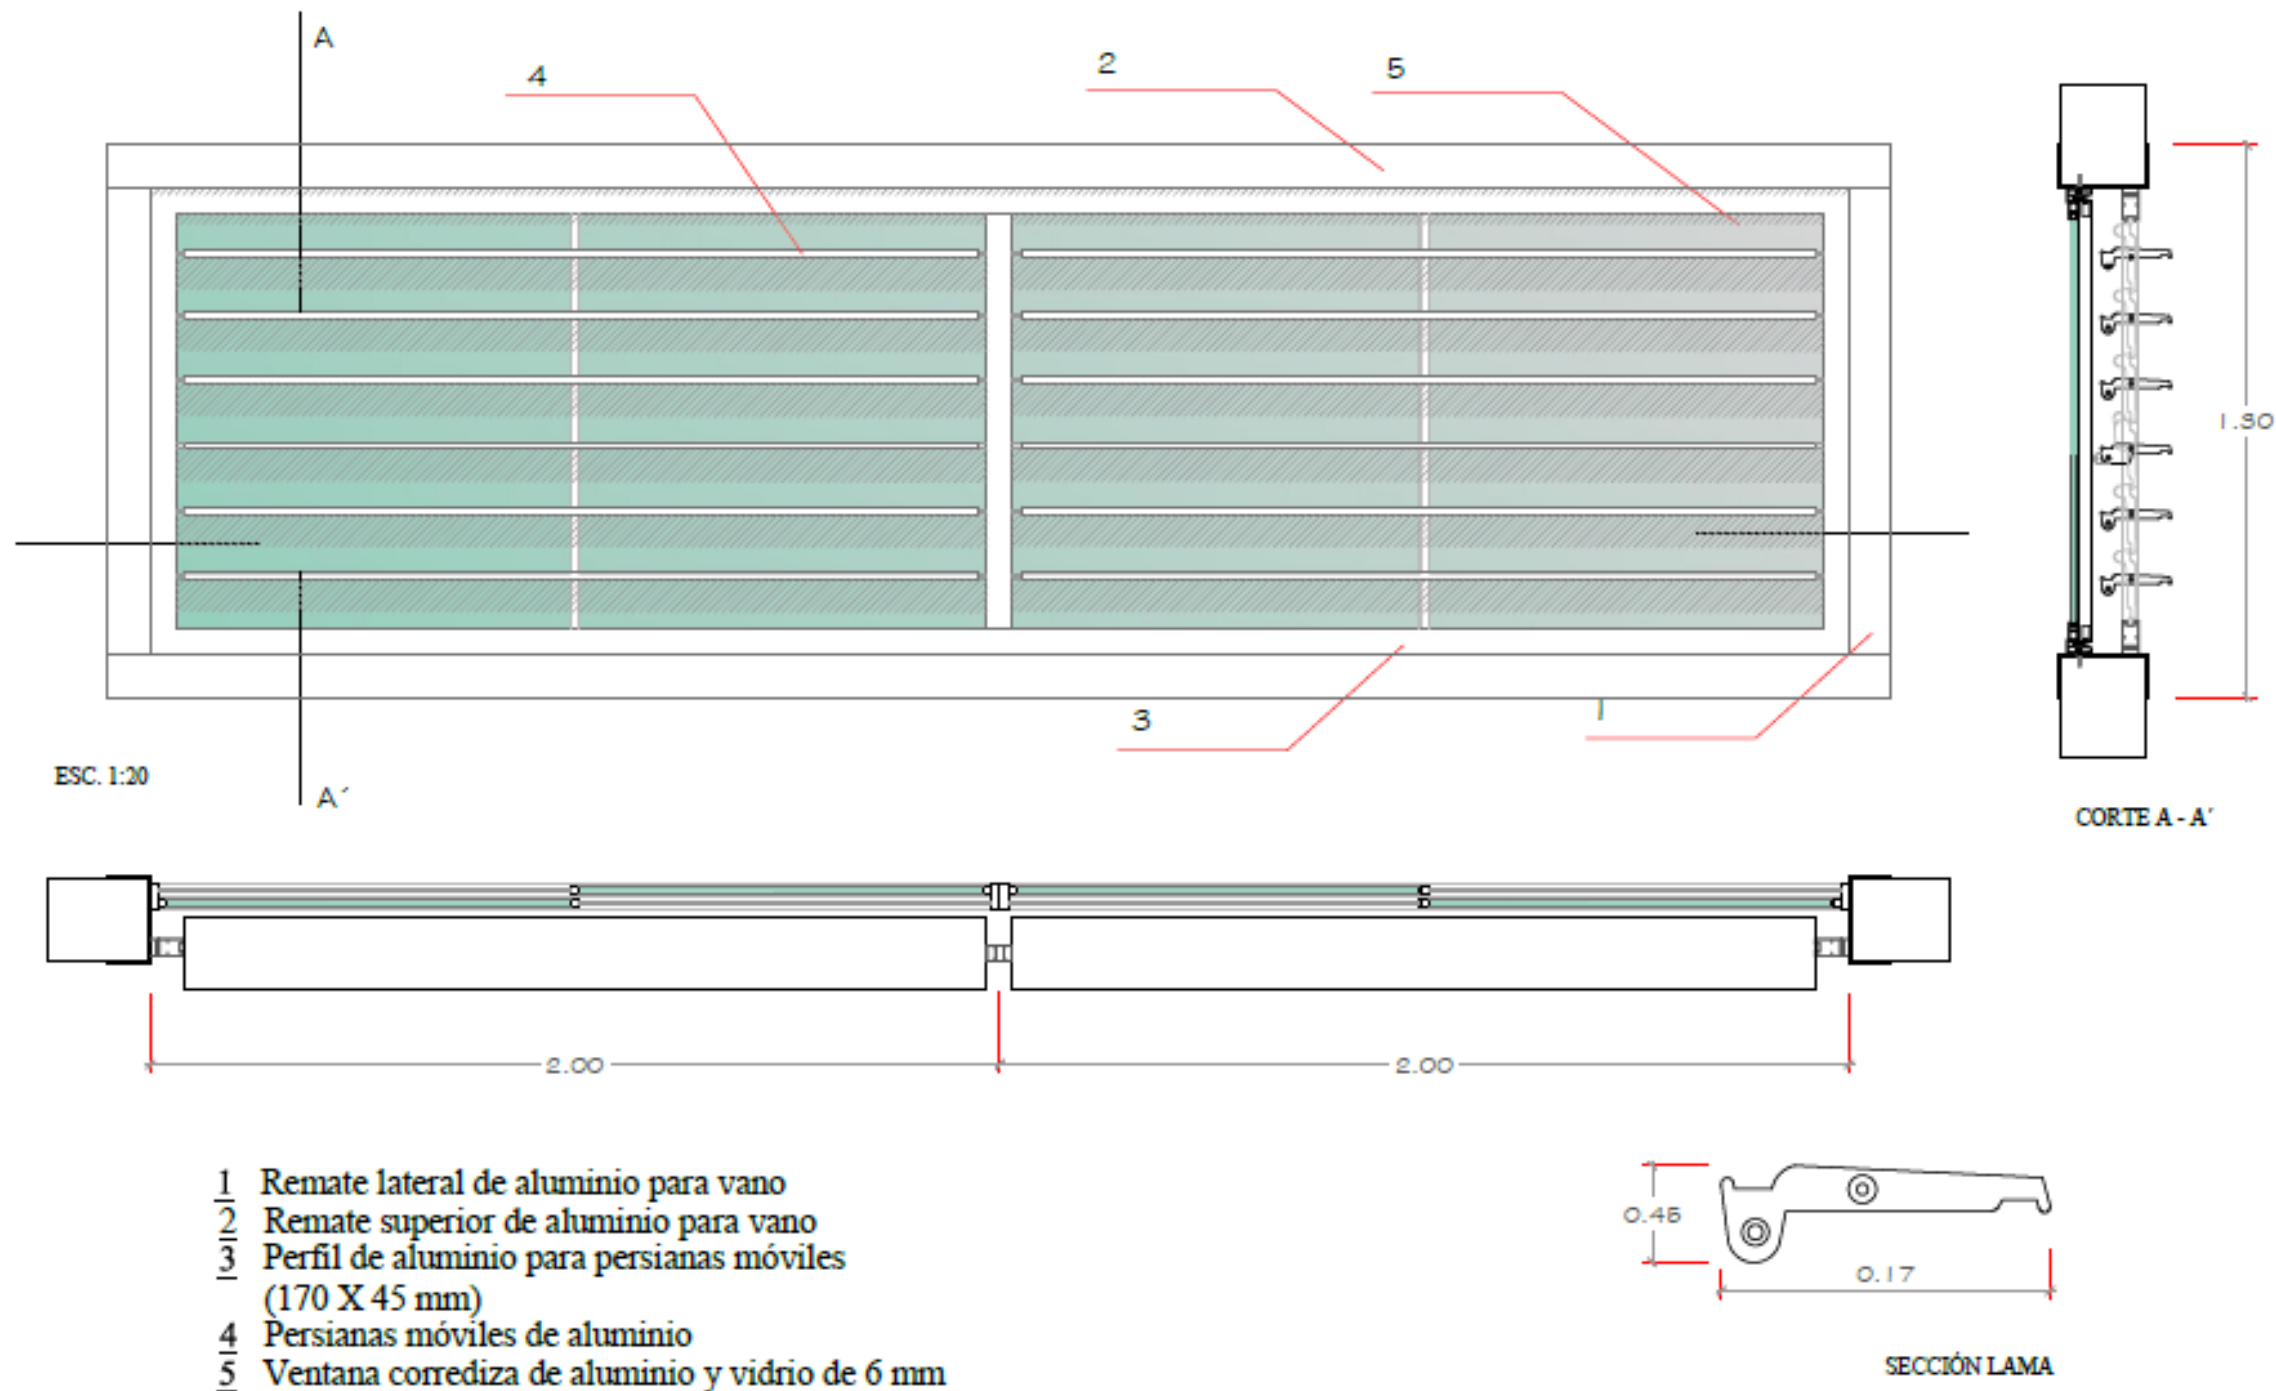 A
4
2
5
1.30
3
1
ESC. 1:20
A´
CORTE A - A´
2.00
2.00
1 Remate lateral de aluminio para vano
2 Remate superior de aluminio para vano
3 Perfil de aluminio para persianas móviles
(170 X 45 mm)
4 Persianas móviles de aluminio
5 Ventana corrediza de aluminio y vidrio de 6 mm
0.45
0.17
SECCIÓN LAMA